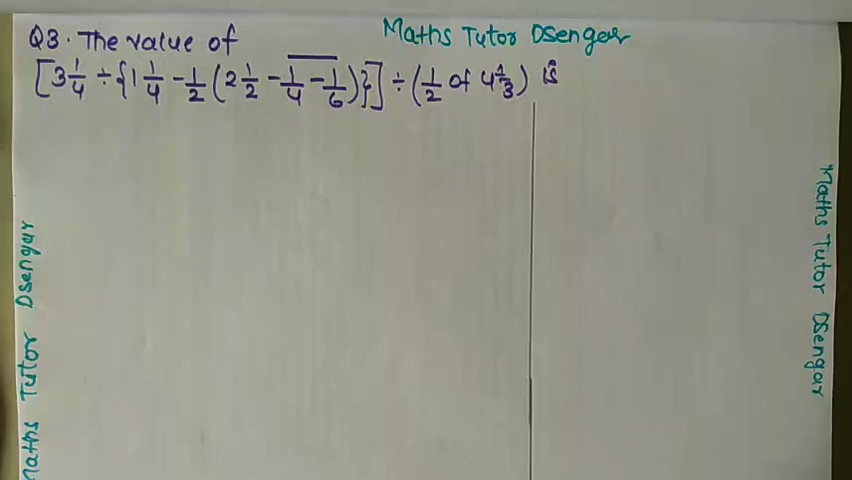 Maths Tutor Dsengar
Q3. The value of
[3 1/4 ÷ {1 1/4 - 1/2 (2 1/2 - \overline{1/4 - 1/6})}] ÷ (1/2 of 4 1/3) is
Maths Tutor Dsengar
Maths Tutor Dsengar